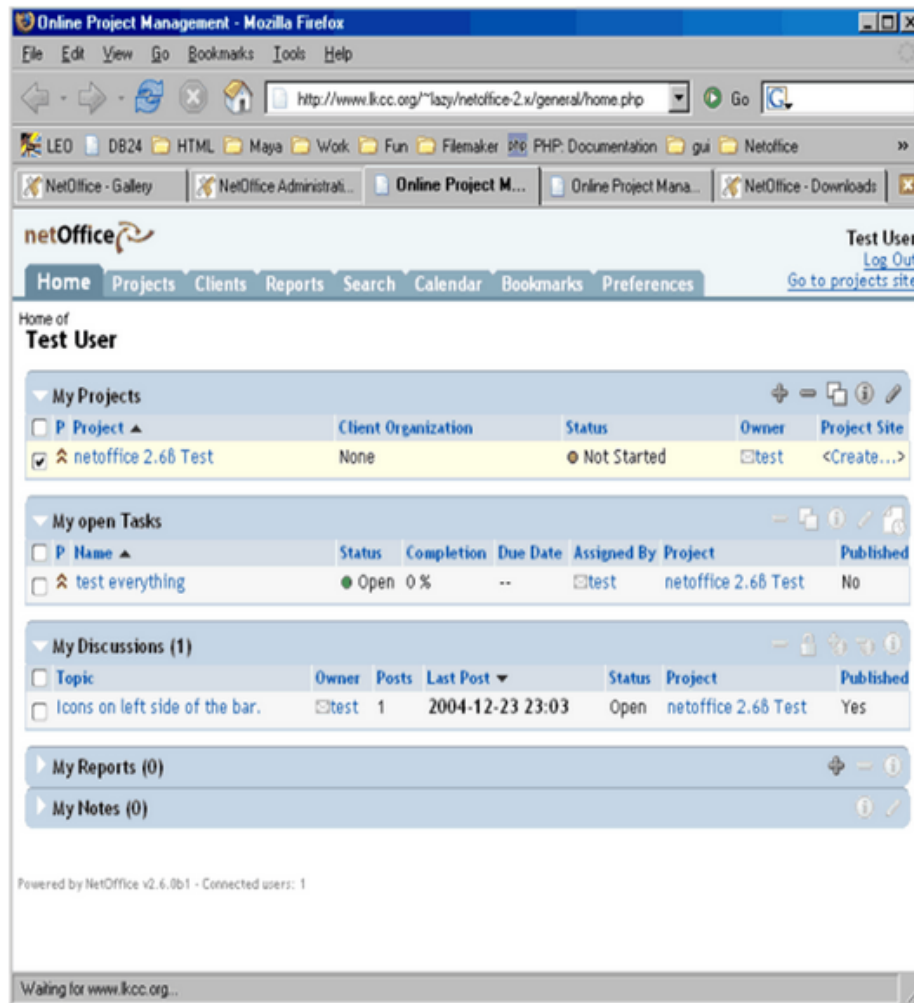 Online Project Management - Mozilla Firefox
File Edit View Go Bookmarks Tools Help
http://www.lkcc.org/~lazy/netoffice-2.x/general/home.php Go G
LEO DB24 HTML Maya Work Fun Filemaker PHP PHP: Documentation gui Netoffice »
NetOffice - Gallery NetOffice Administrati... Online Project M... Online Project Mana... NetOffice - Downloads
netOffice
Test User
Log Out
Home Projects Clients Reports Search Calendar Bookmarks Preferences Go to projects site
Home of
Test User
My Projects
P Project Client Organization Status Owner Project Site
netoffice 2.6ß Test None Not Started test <Create...>
My open Tasks
P Name Status Completion Due Date Assigned By Project Published
test everything Open 0 % -- test netoffice 2.6ß Test No
My Discussions (1)
Topic Owner Posts Last Post Status Project Published
Icons on left side of the bar. test 1 2004-12-23 23:03 Open netoffice 2.6ß Test Yes
My Reports (0)
My Notes (0)
Powered by NetOffice v2.6.0b1 - Connected users: 1
Waiting for www.lkcc.org...